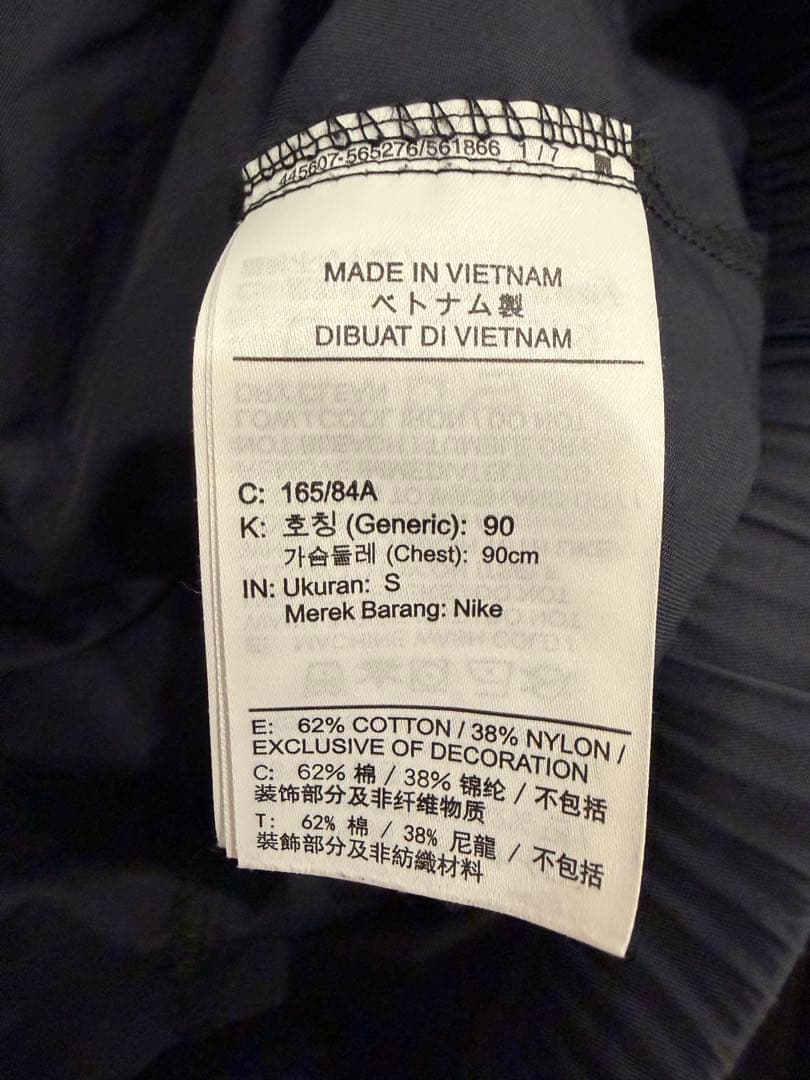 445607-565276/561866 1/7
MADE IN VIETNAM
ベトナム製
DIBUAT DI VIETNAM
C: 165/84A
K: 호칭 (Generic): 90
가슴둘레 (Chest): 90cm
IN: Ukuran: S
Merek Barang: Nike
E: 62% COTTON / 38% NYLON /
EXCLUSIVE OF DECORATION
C: 62% 棉 / 38% 锦纶 / 不包括
装饰部分及非纤维物质
T: 62% 棉 / 38% 尼龍 / 不包括
裝飾部分及非紡織材料